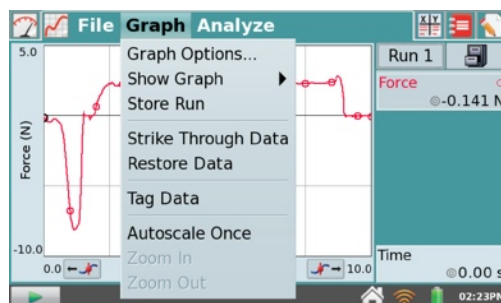 File Graph Analyze
5.0
Force (N)
-10.0
0.0
10.0
Graph Options...
Show Graph
Store Run
Strike Through Data
Restore Data
Tag Data
Autoscale Once
Zoom In
Zoom Out
X Y
Run 1
Force
-0.141 N
Time
0.00 s